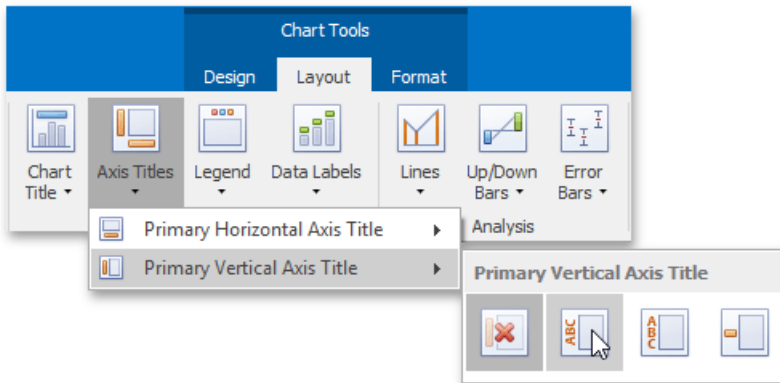 Chart Tools
Design Layout Format
Chart Title Axis Titles Legend Data Labels Lines Up/Down Bars Error Bars
Analysis
Primary Horizontal Axis Title
Primary Vertical Axis Title
Primary Vertical Axis Title
ABC
ABC